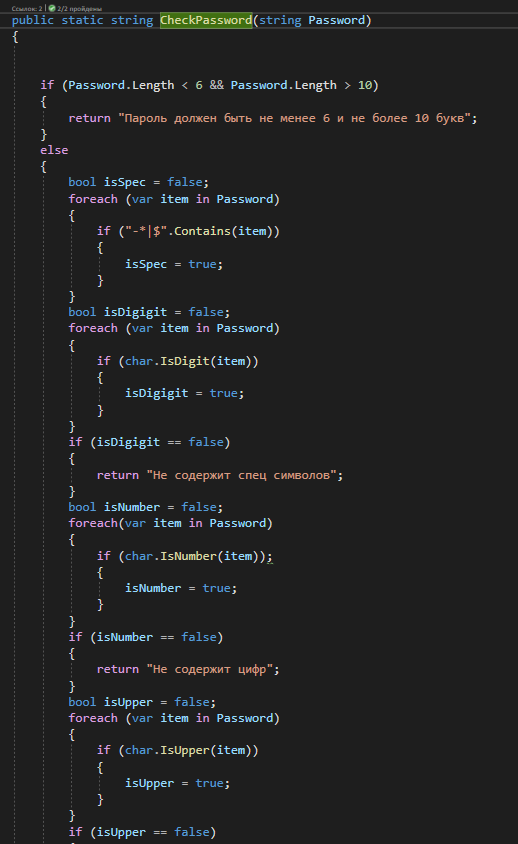 Ссылок: 2 | 2/2 пройдены
public static string CheckPassword(string Password)
{
if (Password.Length < 6 && Password.Length > 10)
{
return "Пароль должен быть не менее 6 и не более 10 букв";
}
else
{
bool isSpec = false;
foreach (var item in Password)
{
if ("-*|$".Contains(item))
{
isSpec = true;
}
}
bool isDigigit = false;
foreach (var item in Password)
{
if (char.IsDigit(item))
{
isDigigit = true;
}
}
if (isDigigit == false)
{
return "Не содержит спец символов";
}
bool isNumber = false;
foreach(var item in Password)
{
if (char.IsNumber(item));
{
isNumber = true;
}
}
if (isNumber == false)
{
return "Не содержит цифр";
}
bool isUpper = false;
foreach (var item in Password)
{
if (char.IsUpper(item))
{
isUpper = true;
}
}
if (isUpper == false)